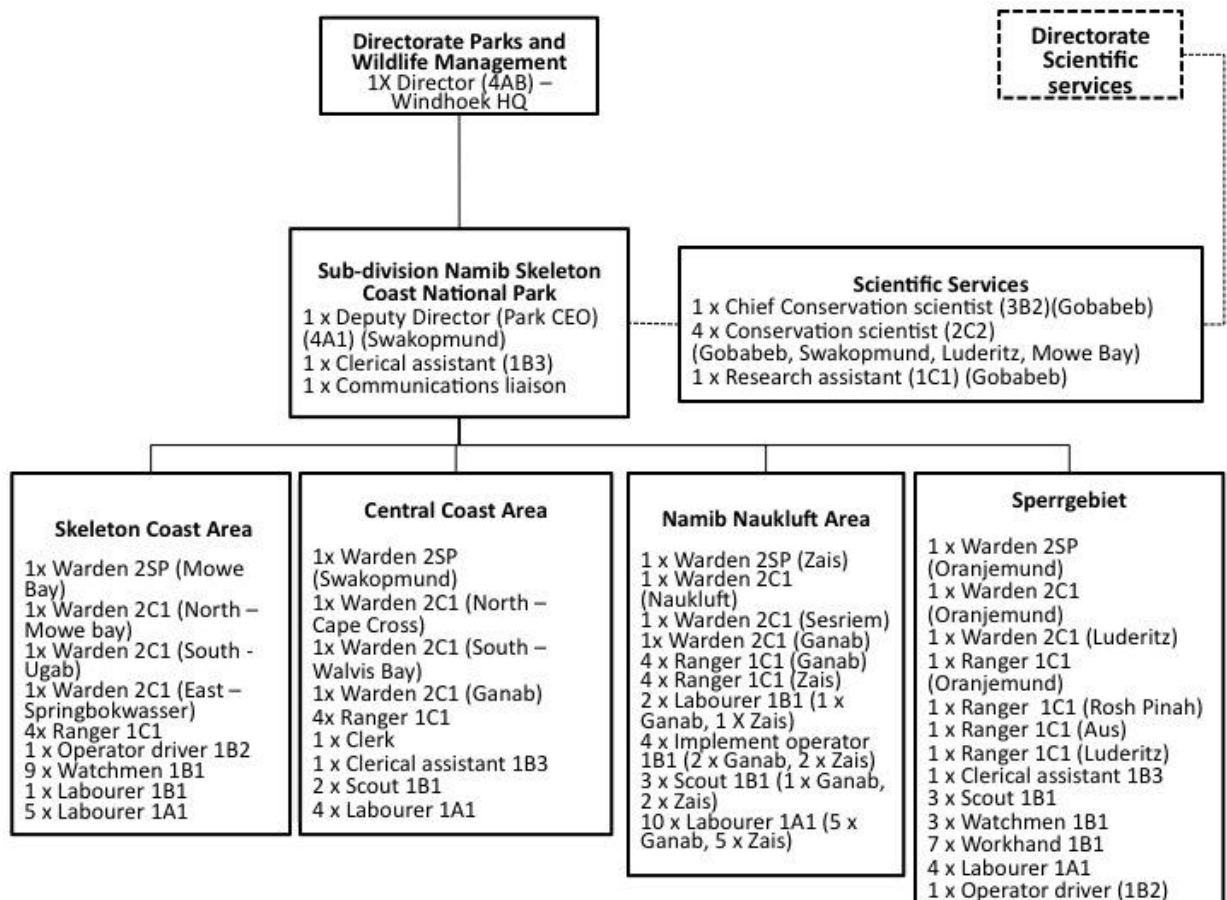 Directorate Parks and
Wildlife Management
1X Director (4AB) –
Windhoek HQ
Directorate
Scientific
services
Sub-division Namib Skeleton
Coast National Park
1 x Deputy Director (Park CEO)
(4A1) (Swakopmund)
1 x Clerical assistant (1B3)
1 x Communications liaison
Scientific Services
1 x Chief Conservation scientist (3B2)(Gobabeb)
4 x Conservation scientist (2C2)
(Gobabeb, Swakopmund, Luderitz, Mowe Bay)
1 x Research assistant (1C1) (Gobabeb)
Skeleton Coast Area
1x Warden 2SP (Mowe
Bay)
1x Warden 2C1 (North –
Mowe bay)
1x Warden 2C1 (South -
Ugab)
1x Warden 2C1 (East –
Springbokwasser)
4x Ranger 1C1
1 x Operator driver 1B2
9 x Watchmen 1B1
1 x Labourer 1B1
5 x Labourer 1A1
Central Coast Area
1x Warden 2SP
(Swakopmund)
1x Warden 2C1 (North –
Cape Cross)
1x Warden 2C1 (South –
Walvis Bay)
1x Warden 2C1 (Ganab)
4x Ranger 1C1
1 x Clerk
1 x Clerical assistant 1B3
2 x Scout 1B1
4 x Labourer 1A1
Namib Naukluft Area
1 x Warden 2SP (Zais)
1 x Warden 2C1
(Naukluft)
1 x Warden 2C1 (Sesriem)
1x Warden 2C1 (Ganab)
4 x Ranger 1C1 (Ganab)
4 x Ranger 1C1 (Zais)
2 x Labourer 1B1 (1 x
Ganab, 1 X Zais)
4 x Implement operator
1B1 (2 x Ganab, 2 x Zais)
3 x Scout 1B1 (1 x Ganab,
2 x Zais)
10 x Labourer 1A1 (5 x
Ganab, 5 x Zais)
Sperrgebiet
1 x Warden 2SP
(Oranjemund)
1 x Warden 2C1
(Oranjemund)
1 x Warden 2C1 (Luderitz)
1 x Ranger 1C1
(Oranjemund)
1 x Ranger 1C1 (Rosh Pinah)
1 x Ranger 1C1 (Aus)
1 x Ranger 1C1 (Luderitz)
1 x Clerical assistant 1B3
3 x Scout 1B1
3 x Watchmen 1B1
7 x Workhand 1B1
4 x Labourer 1A1
1 x Operator driver (1B2)